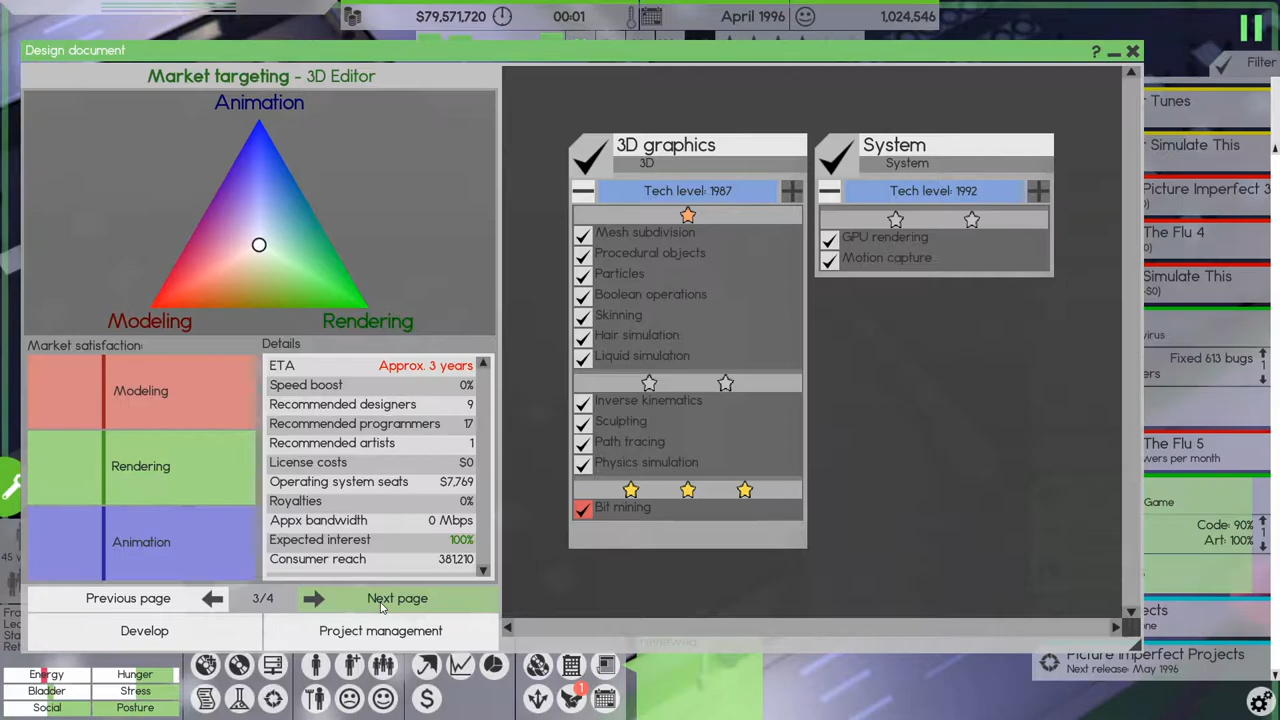 $79,571,720
00:01
April 1996
1,024,546
Design document
?
Filter
Market targeting - 3D Editor
Animation
Modeling
Rendering
Market satisfaction:
Modeling
Rendering
Animation
Details
ETA Approx. 3 years
Speed boost 0%
Recommended designers 9
Recommended programmers 17
Recommended artists 1
License costs $0
Operating system seats $7,769
Royalties 0%
Appx bandwidth 0 Mbps
Expected interest 100%
Consumer reach 381,210
Previous page
3/4
Next page
Develop
Project management
3D graphics
3D
Tech level: 1987
Mesh subdivision
Procedural objects
Particles
Boolean operations
Skinning
Hair simulation
Liquid simulation
Inverse kinematics
Sculpting
Path tracing
Physics simulation
Bit mining
System
System
Tech level: 1992
GPU rendering
Motion capture
Tunes
Simulate This
Picture Imperfect 3
The Flu 4
Simulate This
virus
Fixed 613 bugs
1
The Flu 5
wers per month
Game
Code: 90%
Art: 100%
1
Picture Imperfect Projects
Next release: May 1996
Energy
Hunger
Bladder
Stress
Social
Posture
$
1